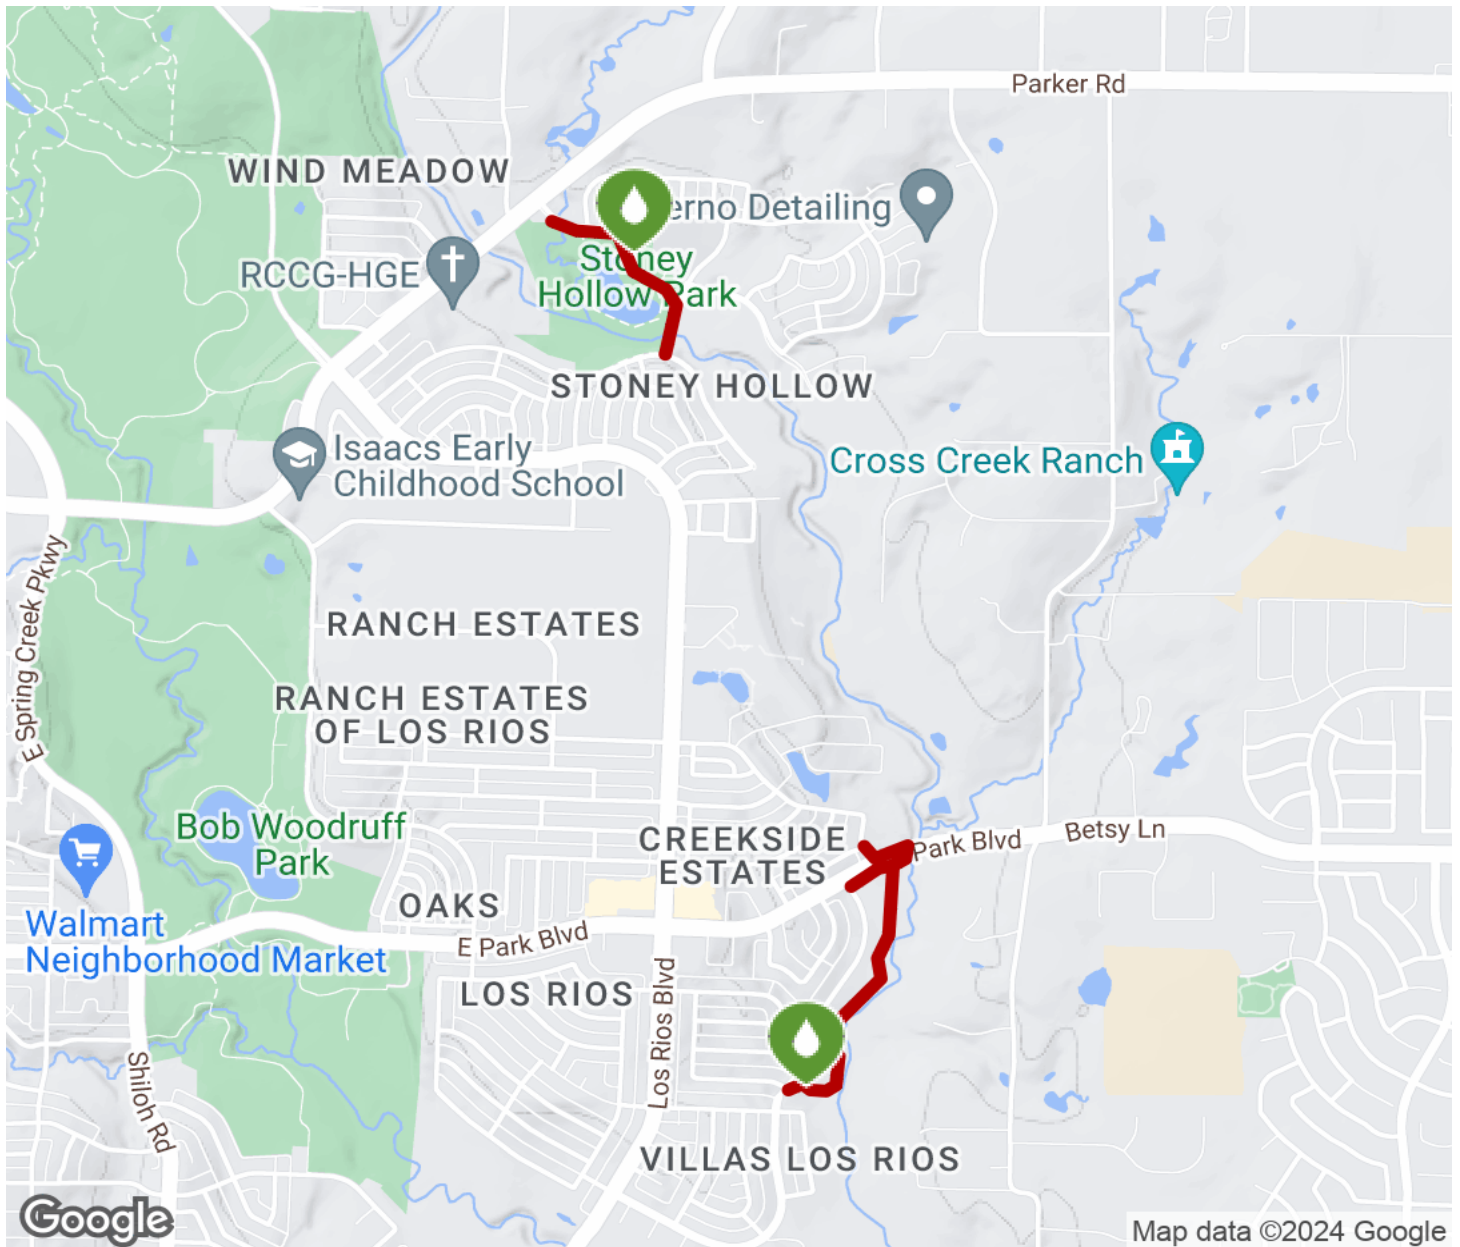 Parker Rd
WIND MEADOW
erno Detailing
RCCG-HGE
Stoney
Hollow Park
STONEY HOLLOW
Isaacs Early
Childhood School
Cross Creek Ranch
E Spring Creek Pkwy
RANCH ESTATES
RANCH ESTATES
OF LOS RIOS
Bob Woodruff
Park
CREEKSIDE
ESTATES
Park Blvd
Betsy Ln
OAKS
Walmart
Neighborhood Market
E Park Blvd
LOS RIOS
Los Rios Blvd
Shiloh Rd
VILLAS LOS RIOS
Google
Map data ©2024 Google